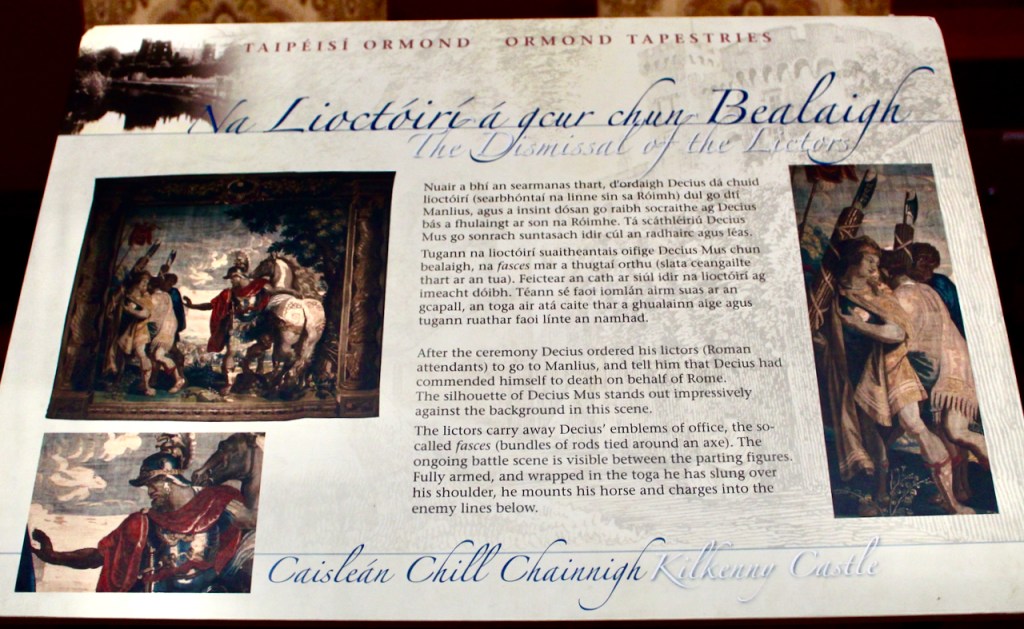 TAIPÉISÍ ORMOND ORMOND TAPESTRIES
Na Lioctóirí á gcur chun Bealaigh
The Dismissal of the Lictors
Nuair a bhí an searmanas thart, d'ordaigh Decius dá chuid
lioctóirí (searbhóntaí na linne sin sa Róimh) dul go dtí
Manlius, agus a insint dósan go raibh socraithe ag Decius
bás a fhulaingt ar son na Róimhe. Tá scáthléiriú Decius
Mus go sonrach suntasach idir cúl an radhairc agus léas.
Tugann na lioctóirí suaitheantais oifige Decius Mus chun
bealaigh, na fasces mar a thugtaí orthu (slata ceangailte
thart ar an tua). Feictear an cath ar siúl idir na lioctóirí ag
imeacht dóibh. Téann sé faoi iomlán airm suas ar an
gcapall, an toga air atá caite thar a ghualainn aige agus
tugann ruathar faoi línte an namhad.
After the ceremony Decius ordered his lictors (Roman
attendants) to go to Manlius, and tell him that Decius had
commended himself to death on behalf of Rome.
The silhouette of Decius Mus stands out impressively
against the background in this scene.
The lictors carry away Decius' emblems of office, the so-
called fasces (bundles of rods tied around an axe). The
ongoing battle scene is visible between the parting figures.
Fully armed, and wrapped in the toga he has slung over
his shoulder, he mounts his horse and charges into the
enemy lines below.
Caisleán Chill Chainnigh Kilkenny Castle